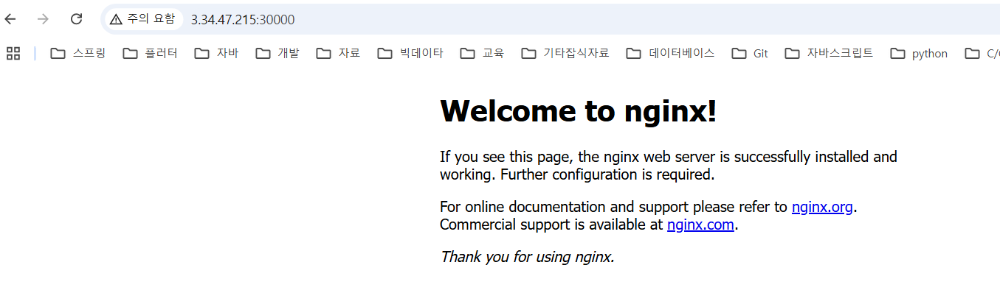 주의 요함 3.34.47.215:30000
스프링 플러터 자바 개발 자료 빅데이타 교육 기타잡식자료 데이터베이스 Git 자바스크립트 python
Welcome to nginx!
If you see this page, the nginx web server is successfully installed and
working. Further configuration is required.
For online documentation and support please refer to nginx.org.
Commercial support is available at nginx.com.
Thank you for using nginx.